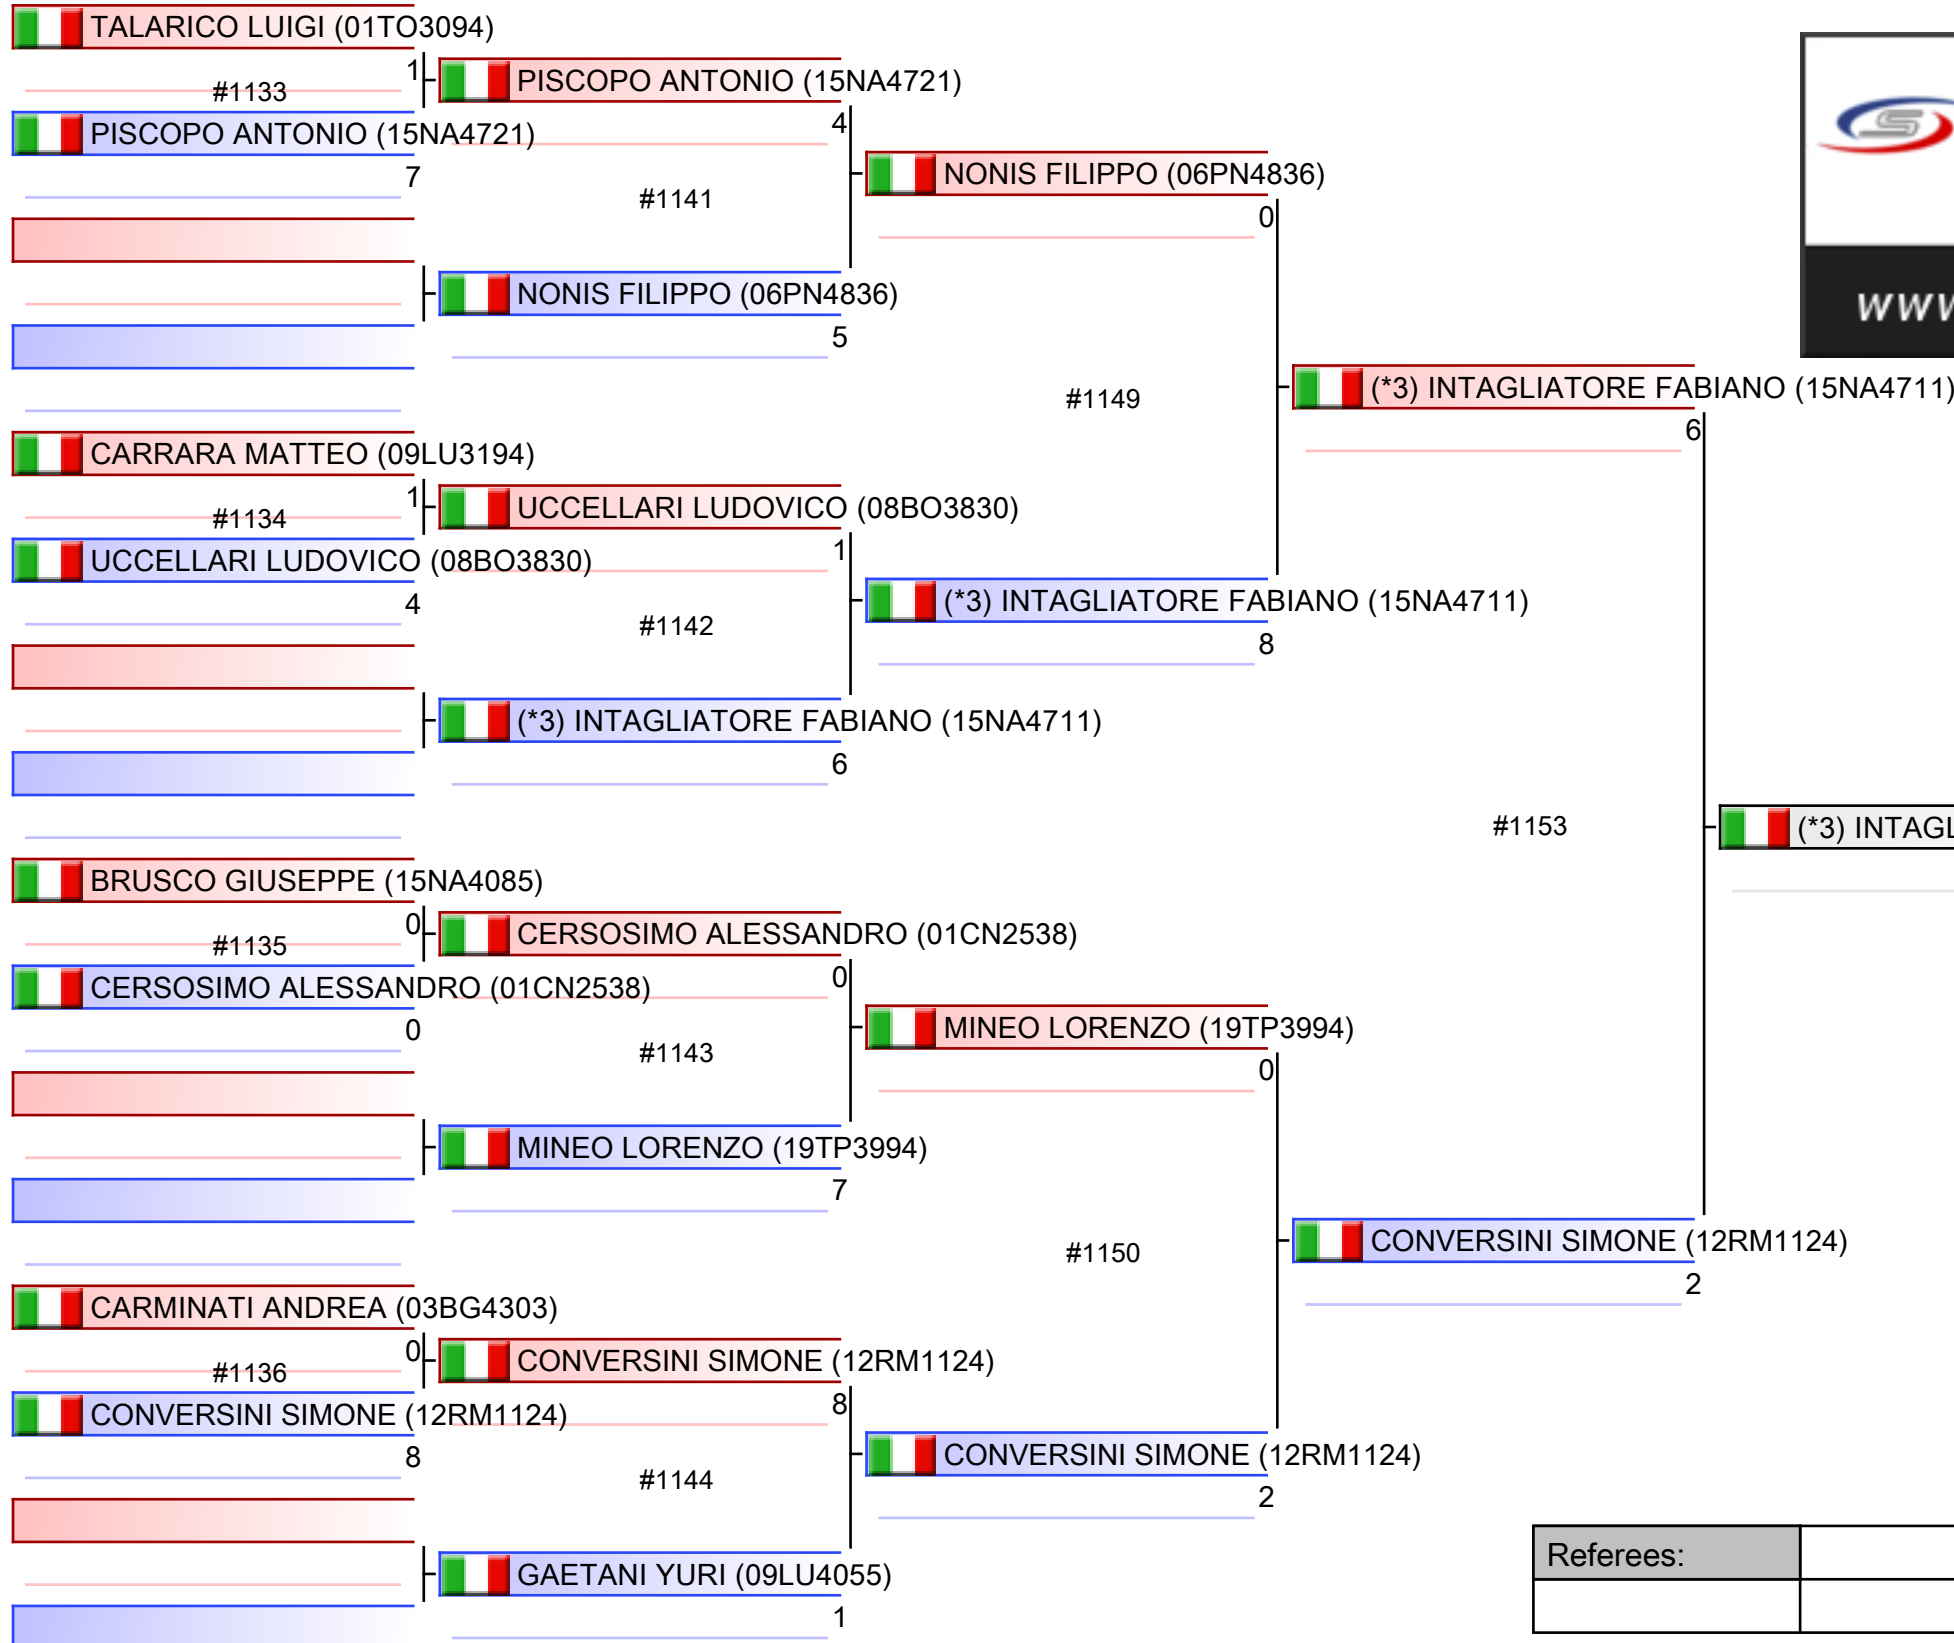 TALARICO LUIGI (01TO3094)
1
#1133
PISCOPO ANTONIO (15NA4721)
7
PISCOPO ANTONIO (15NA4721)
4
#1141
NONIS FILIPPO (06PN4836)
5
NONIS FILIPPO (06PN4836)
0
#1149
CARRARA MATTEO (09LU3194)
1
#1134
UCCELLARI LUDOVICO (08BO3830)
4
UCCELLARI LUDOVICO (08BO3830)
1
#1142
(*3) INTAGLIATORE FABIANO (15NA4711)
6
(*3) INTAGLIATORE FABIANO (15NA4711)
8
(*3) INTAGLIATORE FABIANO (15NA4711)
6
#1153
(*3) INTAGL
BRUSCO GIUSEPPE (15NA4085)
0
#1135
CERSOSIMO ALESSANDRO (01CN2538)
0
CERSOSIMO ALESSANDRO (01CN2538)
0
#1143
MINEO LORENZO (19TP3994)
7
MINEO LORENZO (19TP3994)
0
#1150
CARMINATI ANDREA (03BG4303)
0
#1136
CONVERSINI SIMONE (12RM1124)
8
CONVERSINI SIMONE (12RM1124)
8
#1144
GAETANI YURI (09LU4055)
1
CONVERSINI SIMONE (12RM1124)
2
CONVERSINI SIMONE (12RM1124)
2
S
www
Referees: